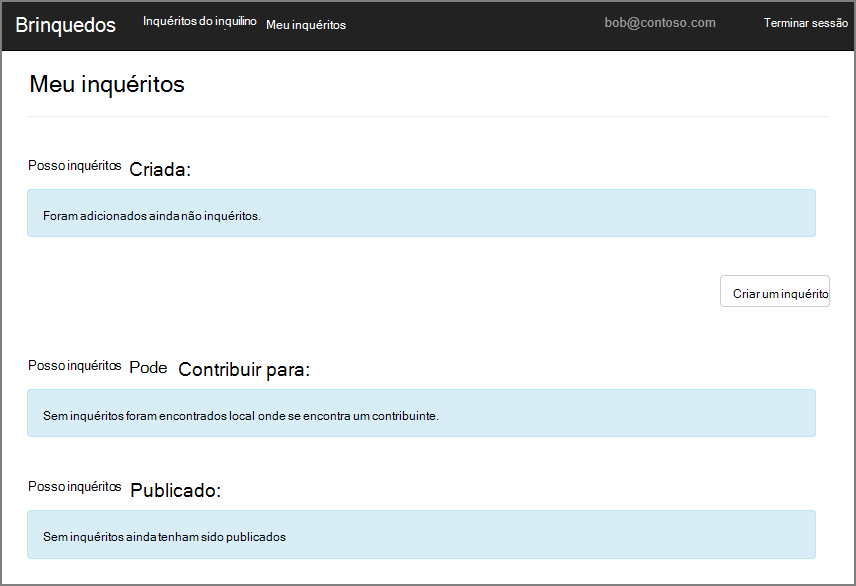 Brinquedos Inquéritos do inquilino Meu inquéritos bob@contoso.com Terminar sessão
Meu inquéritos
Posso inquéritos Criada:
Foram adicionados ainda não inquéritos.
Criar um inquérito
Posso inquéritos Pode Contribuir para:
Sem inquéritos foram encontrados local onde se encontra um contribuinte.
Posso inquéritos Publicado:
Sem inquéritos ainda tenham sido publicados